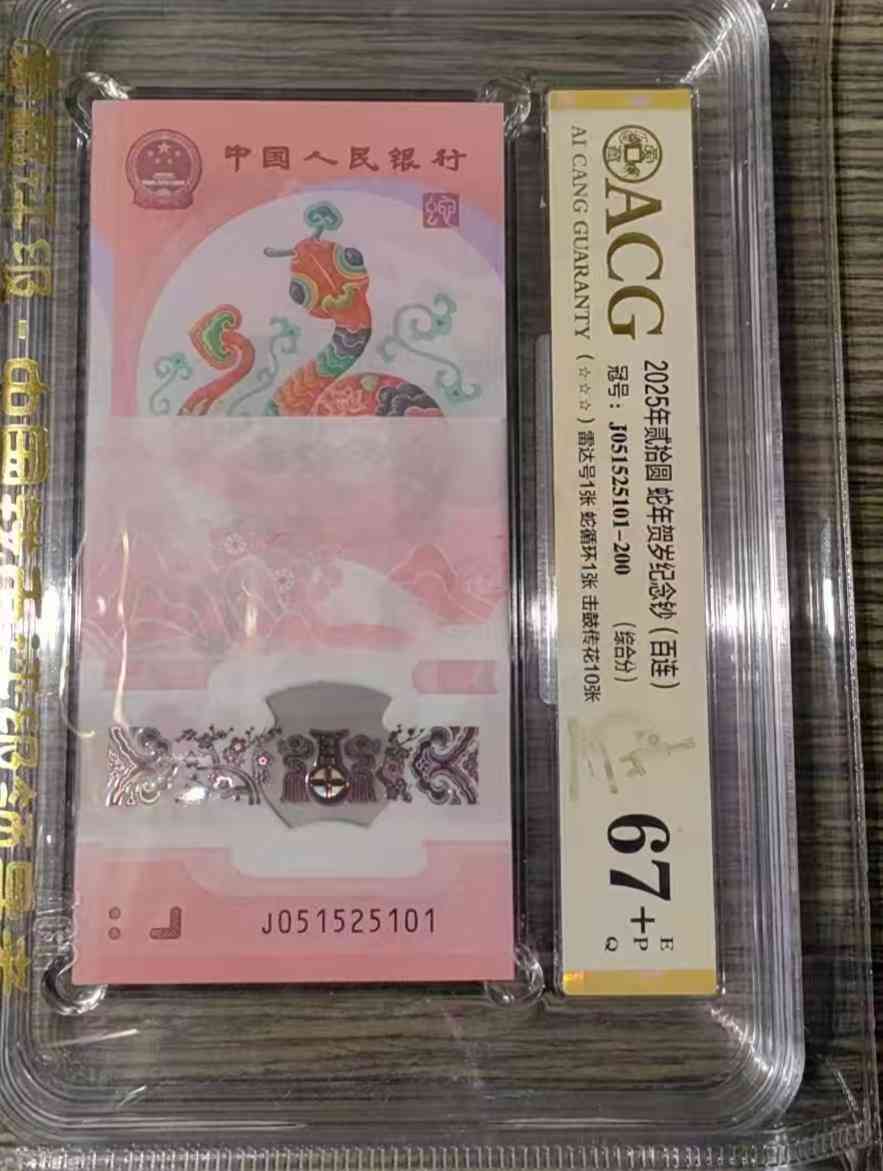 中国人民银行
J051525101
ACG
AI CANG GUARANTY
2025年贰拾圆 蛇年贺岁纪念钞（百连）
冠号：J051525101-200 （综合分）
（☆☆☆）雷达号1张 蛇循环1张 击鼓传花10张
67+
E
P
Q